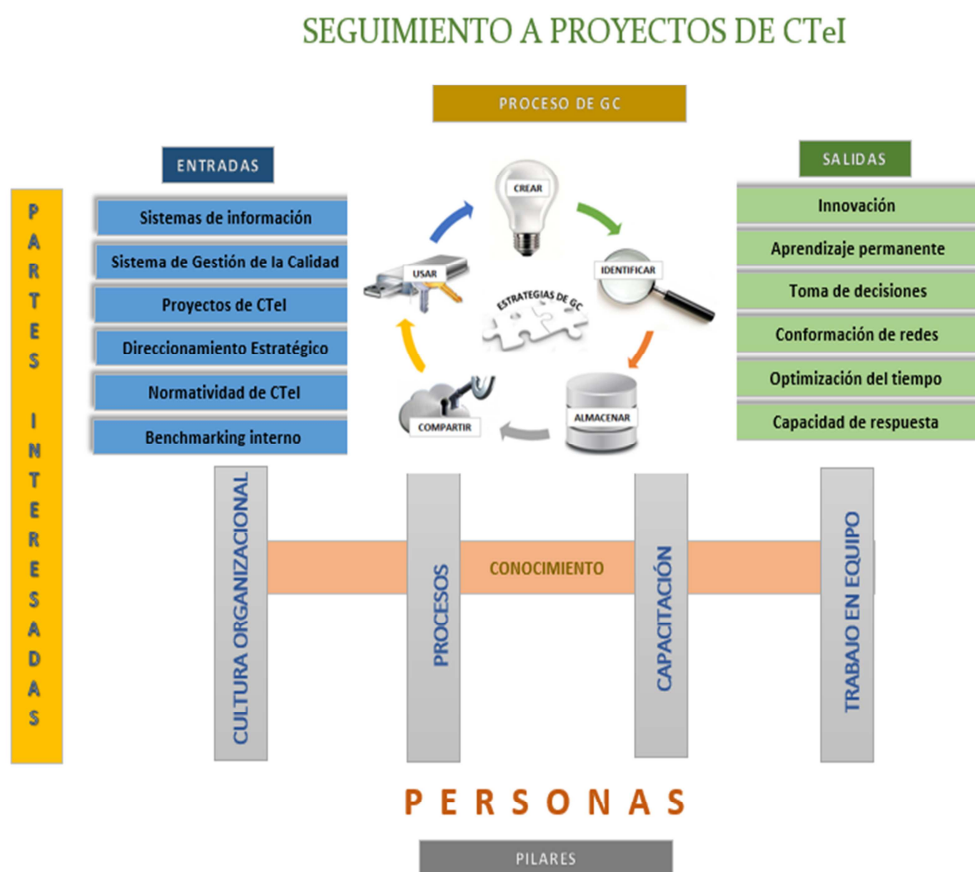 SEGUIMIENTO A PROYECTOS DE CTeI
PROCESO DE GC
ENTRADAS
SALIDAS
PARTES INTERESADAS
Sistemas de información
Sistema de Gestión de la Calidad
Proyectos de CTeI
Direccionamiento Estratégico
Normatividad de CTeI
Benchmarking interno
CREAR
IDENTIFICAR
ALMACENAR
COMPARTIR
USAR
ESTRATEGIAS DE GC
Innovación
Aprendizaje permanente
Toma de decisiones
Conformación de redes
Optimización del tiempo
Capacidad de respuesta
CULTURA ORGANIZACIONAL
PROCESOS
CONOCIMIENTO
CAPACITACIÓN
TRABAJO EN EQUIPO
PERSONAS
PILARES